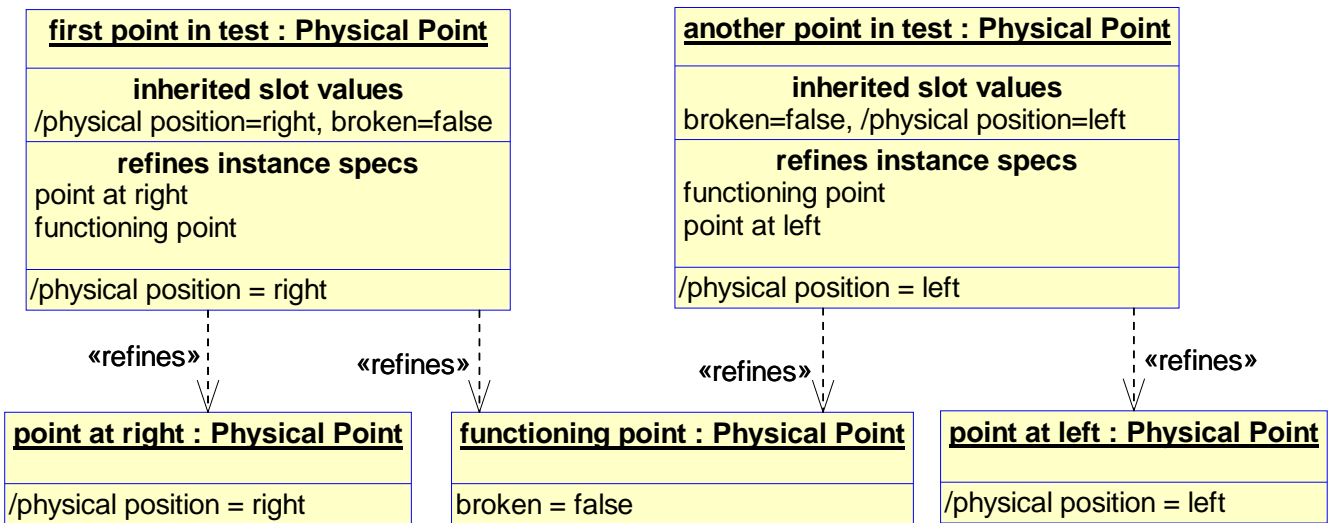 first point in test : Physical Point
inherited slot values
/physical position=right, broken=false
refines instance specs
point at right
functioning point
/physical position = right
another point in test : Physical Point
inherited slot values
broken=false, /physical position=left
refines instance specs
functioning point
point at left
/physical position = left
«refines»
«refines»
«refines»
«refines»
point at right : Physical Point
/physical position = right
functioning point : Physical Point
broken = false
point at left : Physical Point
/physical position = left